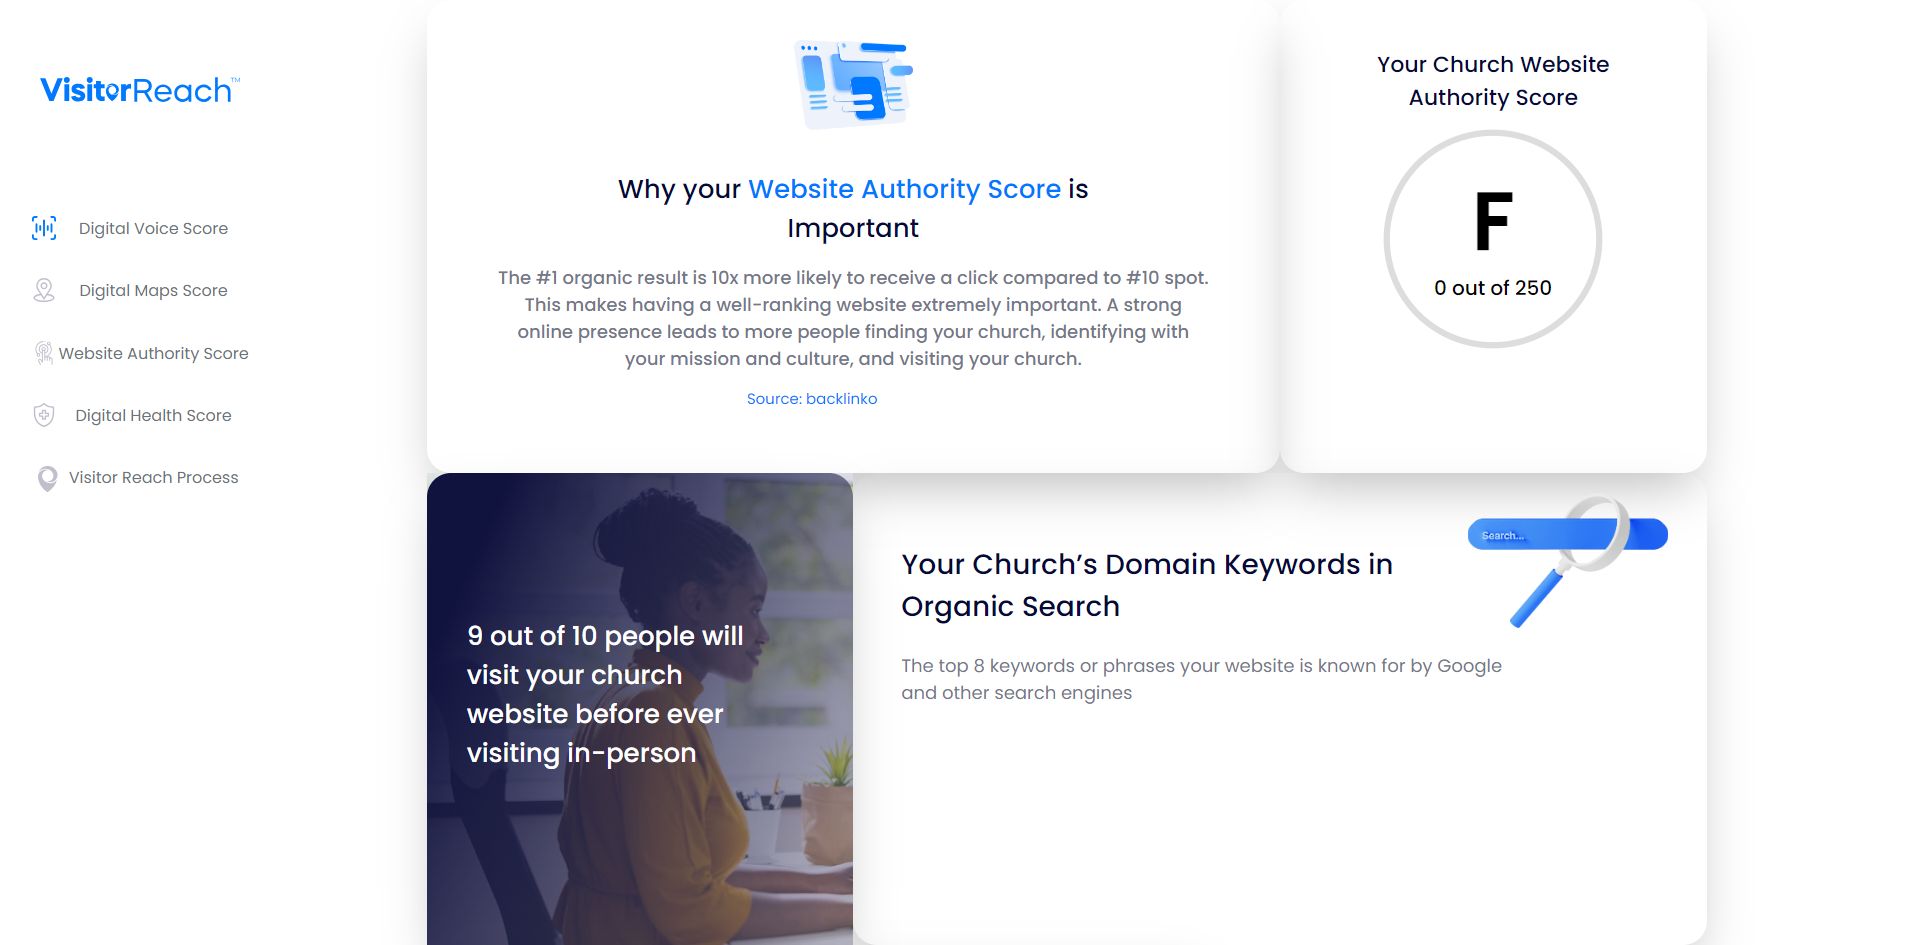 VisitorReach™
Digital Voice Score
Digital Maps Score
Website Authority Score
Digital Health Score
Visitor Reach Process
Why your Website Authority Score is
Important
The #1 organic result is 10x more likely to receive a click compared to #10 spot.
This makes having a well-ranking website extremely important. A strong
online presence leads to more people finding your church, identifying with
your mission and culture, and visiting your church.
Source: backlinko
Your Church Website
Authority Score
F
0 out of 250
9 out of 10 people will
visit your church
website before ever
visiting in-person
Your Church’s Domain Keywords in
Organic Search
The top 8 keywords or phrases your website is known for by Google
and other search engines
Search...